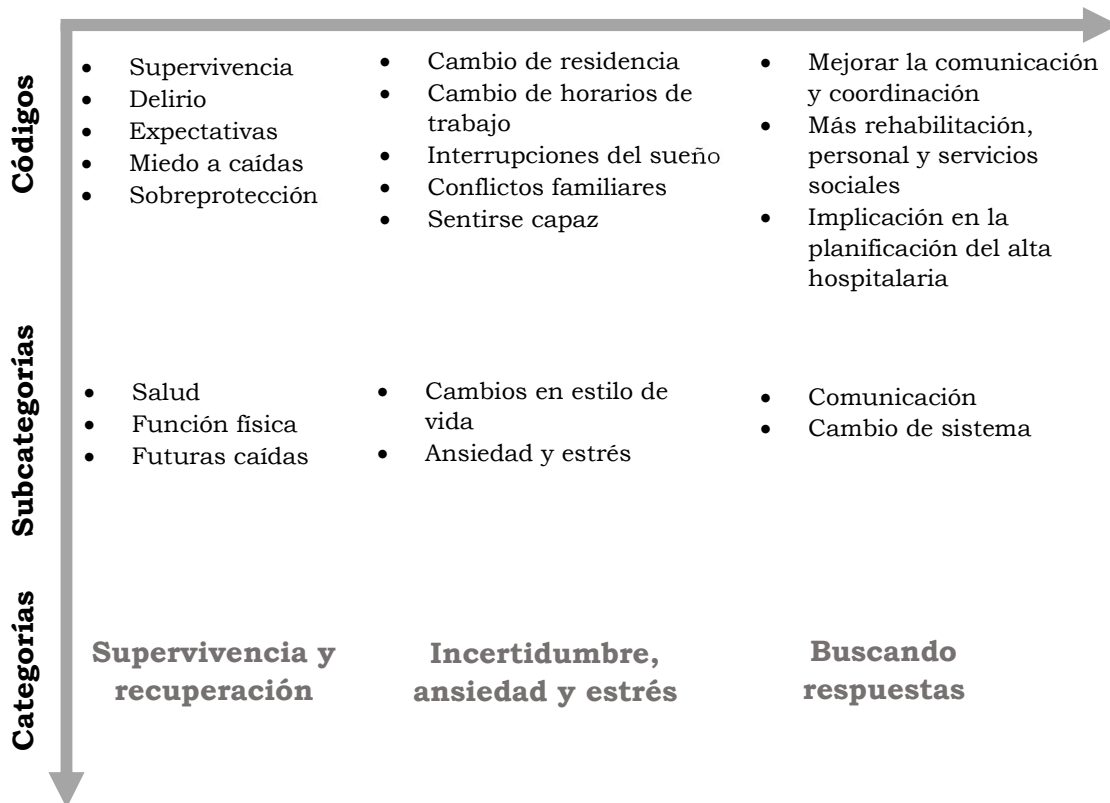 Códigos
• Supervivencia
• Delirio
• Expectativas
• Miedo a caídas
• Sobreprotección
• Cambio de residencia
• Cambio de horarios de
trabajo
• Interrupciones del sueño
• Conflictos familiares
• Sentirse capaz
• Mejorar la comunicación
y coordinación
• Más rehabilitación,
personal y servicios
sociales
• Implicación en la
planificación del alta
hospitalaria
Subcategorías
• Salud
• Función física
• Futuras caídas
• Cambios en estilo de
vida
• Ansiedad y estrés
• Comunicación
• Cambio de sistema
Categorías
Supervivencia y
recuperación
Incertidumbre,
ansiedad y estrés
Buscando
respuestas